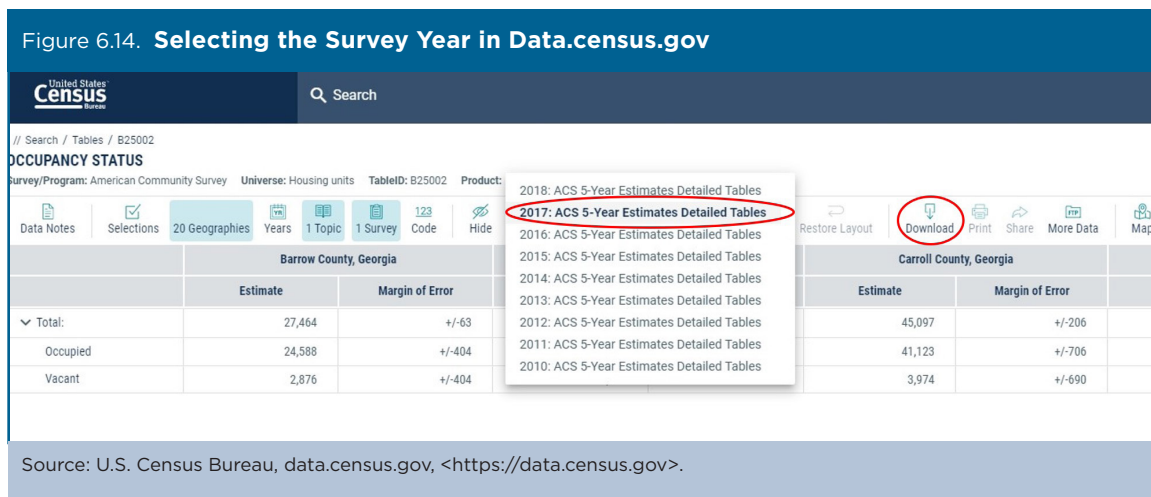 Figure 6.14. Selecting the Survey Year in Data.census.gov
United States
Census
Bureau
Search
// Search / Tables / B25002
OCCUPANCY STATUS
Survey/Program: American Community Survey Universe: Housing units TableID: B25002 Product:
2018: ACS 5-Year Estimates Detailed Tables
2017: ACS 5-Year Estimates Detailed Tables
2016: ACS 5-Year Estimates Detailed Tables
2015: ACS 5-Year Estimates Detailed Tables
2014: ACS 5-Year Estimates Detailed Tables
2013: ACS 5-Year Estimates Detailed Tables
2012: ACS 5-Year Estimates Detailed Tables
2011: ACS 5-Year Estimates Detailed Tables
2010: ACS 5-Year Estimates Detailed Tables
Data Notes Selections 20 Geographies Years 1 Topic 1 Survey 123 Code Hide Restore Layout Download Print Share FTP More Data Map
Barrow County, Georgia Carroll County, Georgia
Estimate Margin of Error Estimate Margin of Error
Total: 27,464 +/-63 45,097 +/-206
Occupied 24,588 +/-404 41,123 +/-706
Vacant 2,876 +/-404 3,974 +/-690
Source: U.S. Census Bureau, data.census.gov, <https://data.census.gov>.